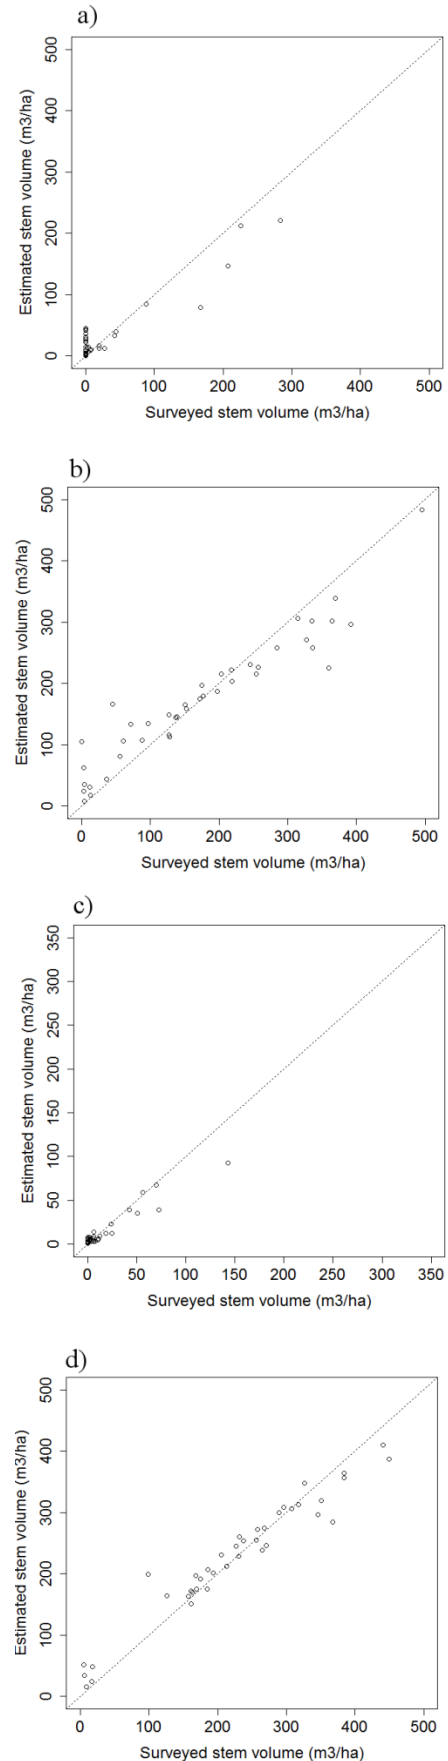 a)
Estimated stem volume (m3/ha)
500
400
300
200
100
0
0 100 200 300 400 500
Surveyed stem volume (m3/ha)
b)
Estimated stem volume (m3/ha)
500
400
300
200
100
0
0 100 200 300 400 500
Surveyed stem volume (m3/ha)
c)
Estimated stem volume (m3/ha)
350
300
250
200
150
100
50
0
0 50 100 150 200 250 300 350
Surveyed stem volume (m3/ha)
d)
Estimated stem volume (m3/ha)
500
400
300
200
100
0
0 100 200 300 400 500
Surveyed stem volume (m3/ha)